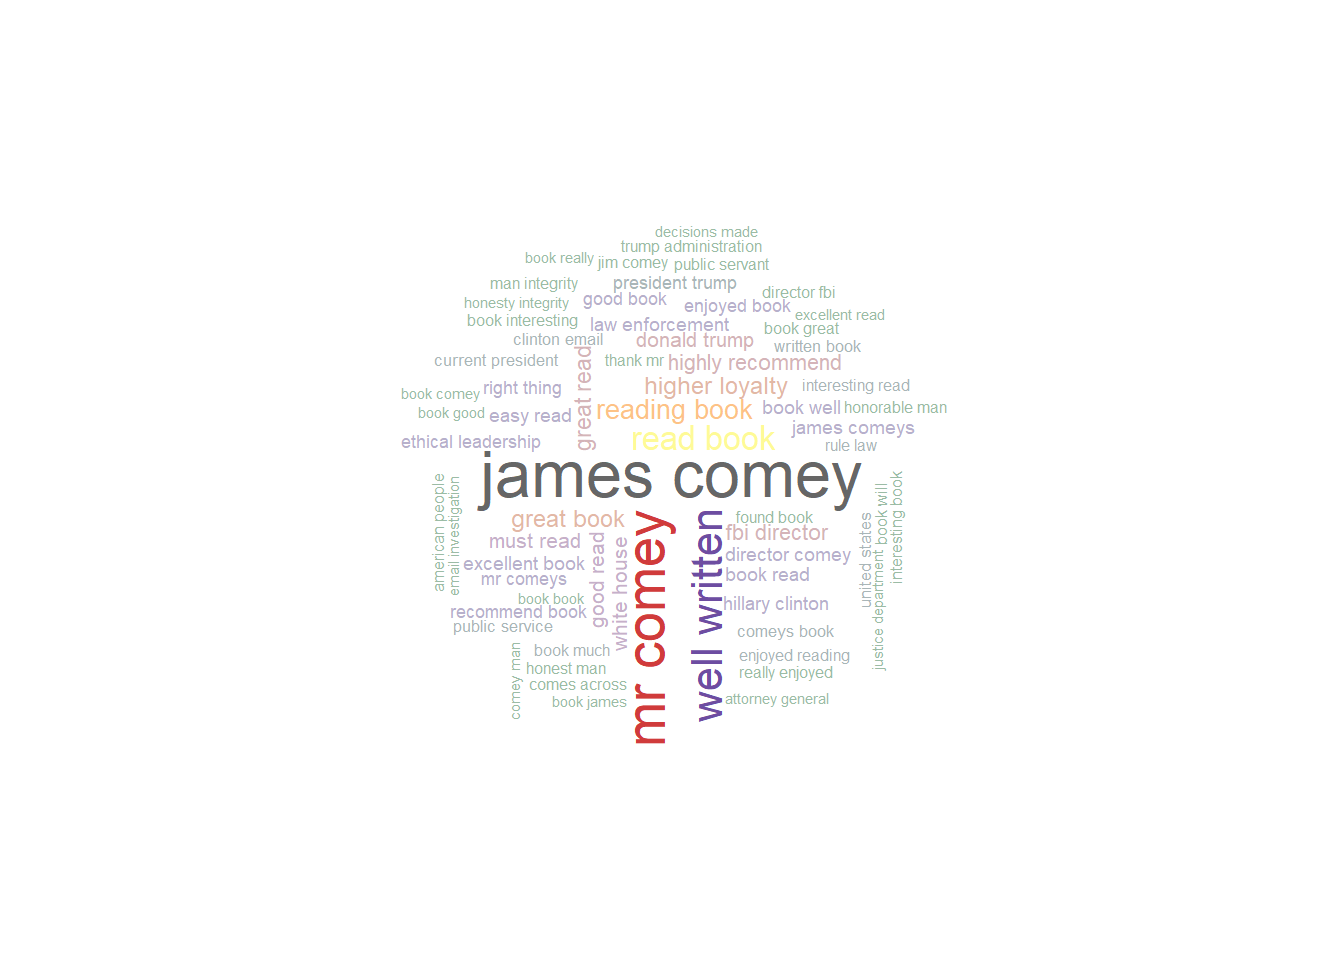 decisions made
trump administration
book really
jim comey
public servant
man integrity
president trump
director fbi
honesty integrity
good book
enjoyed book
excellent read
book interesting
law enforcement
book great
clinton email
donald trump
written book
current president
great read
thank mr
highly recommend
book comey
right thing
higher loyalty
interesting read
book good
easy read
reading book
book well
honorable man
james comeys
ethical leadership
read book
rule law
james comey
american people
email investigation
great book
mr comey
well written
found book
fbi director
united states
justice department
book will
interesting book
must read
good read
white house
director comey
excellent book
mr comeys
book read
book book
recommend book
hillary clinton
public service
comeys book
comey man
book much
enjoyed reading
honest man
really enjoyed
comes across
book james
attorney general